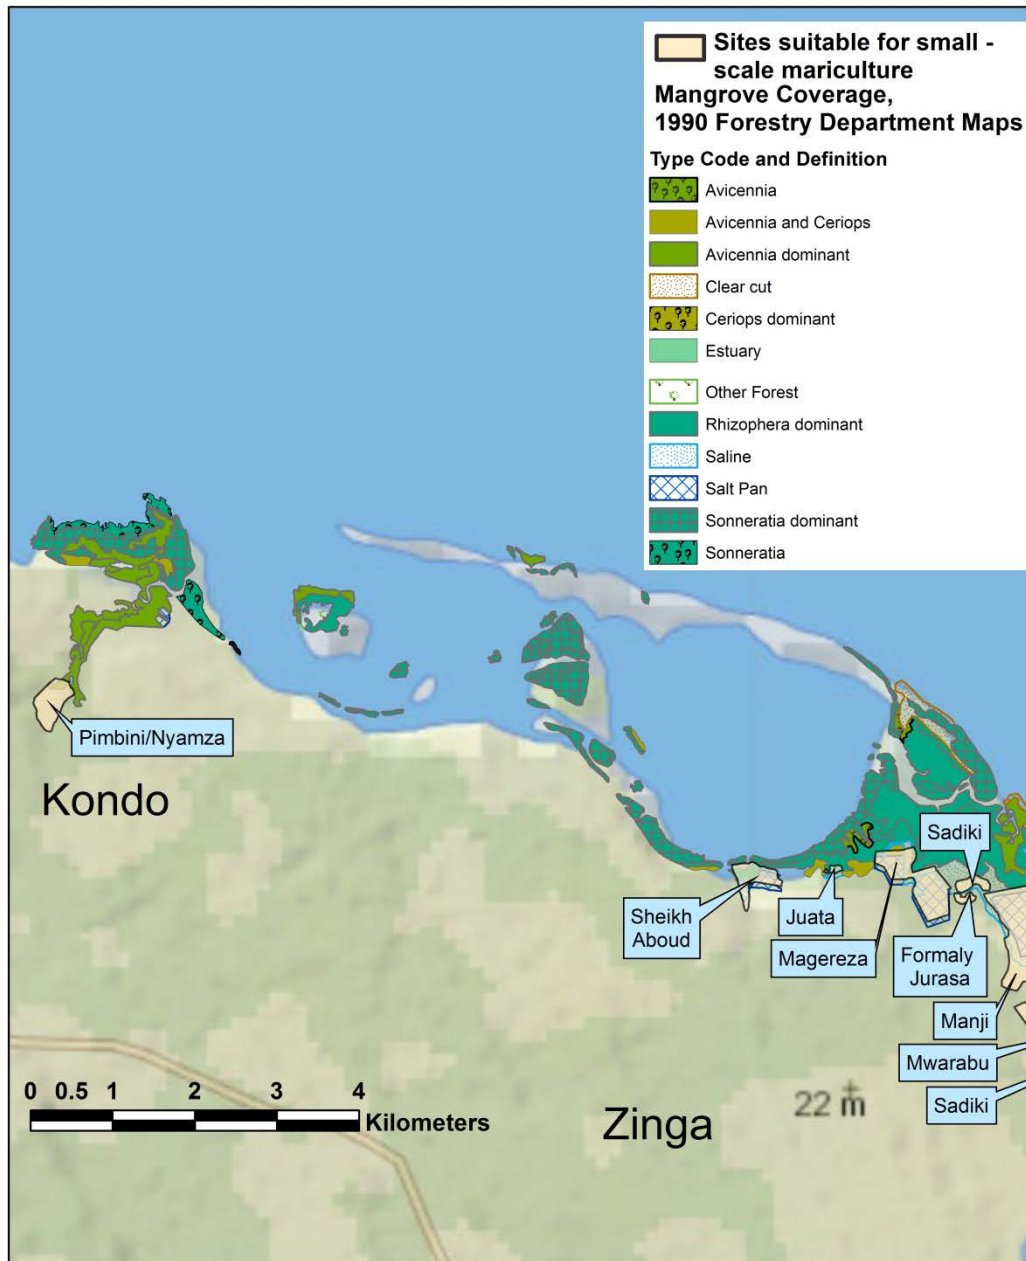 Sites suitable for small -
scale mariculture
Mangrove Coverage,
1990 Forestry Department Maps
Type Code and Definition
Avicennia
Avicennia and Ceriops
Avicennia dominant
Clear cut
Ceriops dominant
Estuary
Other Forest
Rhizophera dominant
Saline
Salt Pan
Sonneratia dominant
Sonneratia
Pimbini/Nyamza
Kondo
Sadiki
Sheikh
Aboud
Juata
Magereza
Formaly
Jurasa
Manji
Mwarabu
Sadiki
0 0.5 1 2 3 4
Kilometers
Zinga
22 m